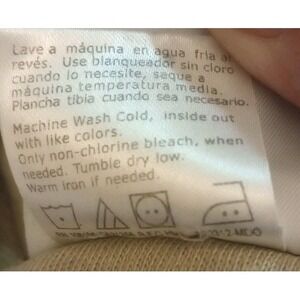 Lave a máquina en agua fria al
revés. Use blanqueador sin cloro
cuando lo necesite, seque a
máquina temperatura media.
Plancha tibia cuando sea necesario.
Machine Wash Cold, inside out
with like colors.
Only non-chlorine bleach, when
needed. Tumble dry low.
Warm iron if needed.